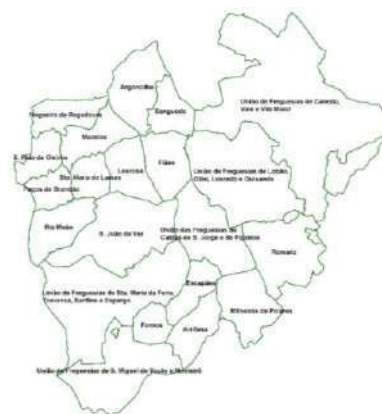 Argoncilhe
Sanguedo
União de Freguesias de Canedo,
Vale e Vila Maior
Nogueira da Regedoura
Mozelos
S. Paio de Oleiros
Sta. Maria de Lamas
Lourosa
Fiães
União de Freguesias de Lobão,
Gião, Louredo e Guisande
Paços de Brandão
Rio Meão
S. João de Ver
União das Freguesias de
Caldas de S. Jorge e de Pigeiros
Romariz
Escapães
União de Freguesias de Sta. Maria da Feira,
Travanca, Sanfins e Espargo
Milheirós de Poiares
Fornos
Arrifana
União de Freguesias de S. Miguel de Souto e Mosteirô